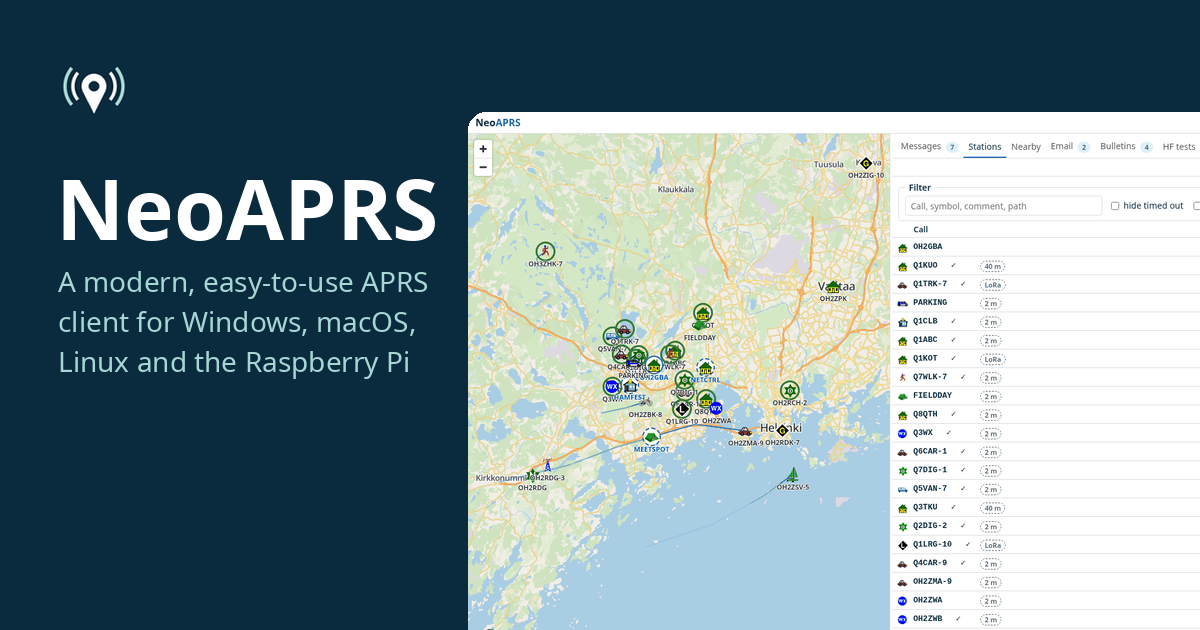 NeoAPRS
A modern, easy-to-use APRS
client for Windows, macOS,
Linux and the Raspberry Pi
NeoAPRS
+
−
Tuusula
OH2ZIG-10
Klaukkala
OH3ZHK-7
OH2ZPK
FIELDDAY
NETCTRL
OH2RCH-2
OH2ZBK-8
Q1LRG-10
OH2ZWA
MEETSPOT
OH2ZMA-9
OH2RDK-7
Kirkkonummi
OH2RDG-3
OH2RDG
OH2ZSV-5
Messages 7
Stations
Nearby
Email 2
Bulletins 4
HF tests
Filter
Call, symbol, comment, path
hide timed out
Call
OH2GBA
Q1KUO ✓ 40 m
Q1TRK-7 ✓ LoRa
PARKING 2 m
Q1CLB ✓ 2 m
Q1ABC ✓ 2 m
Q1KOT ✓ LoRa
Q7WLK-7 ✓ 2 m
FIELDDAY 2 m
Q8QTH ✓ 2 m
Q3WX ✓ 2 m
Q6CAR-1 ✓ 2 m
Q7DIG-1 ✓ 2 m
Q5VAN-7 ✓ 2 m
Q3TKU ✓ 40 m
Q2DIG-2 ✓ 2 m
Q1LRG-10 ✓ LoRa
Q4CAR-9 ✓ 2 m
OH2ZMA-9 2 m
OH2ZWA 2 m
OH2ZWB ✓ 2 m